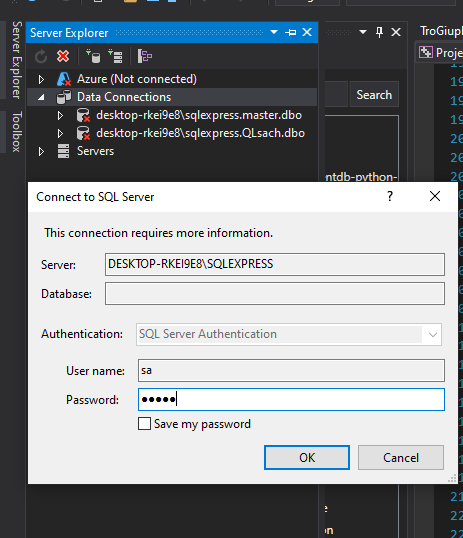 Server Explorer
Toolbox
Server Explorer
Azure (Not connected)
Data Connections
desktop-rkei9e8\sqlexpress.master.dbo
desktop-rkei9e8\sqlexpress.QLsach.dbo
Servers
Search
ntdb-python-
TroGiupl
Proje
Connect to SQL Server
?
This connection requires more information.
Server:
DESKTOP-RKEI9E8\SQLEXPRESS
Database:
Authentication:
SQL Server Authentication
User name:
sa
Password:
●●●●●
Save my password
OK
Cancel
e
on